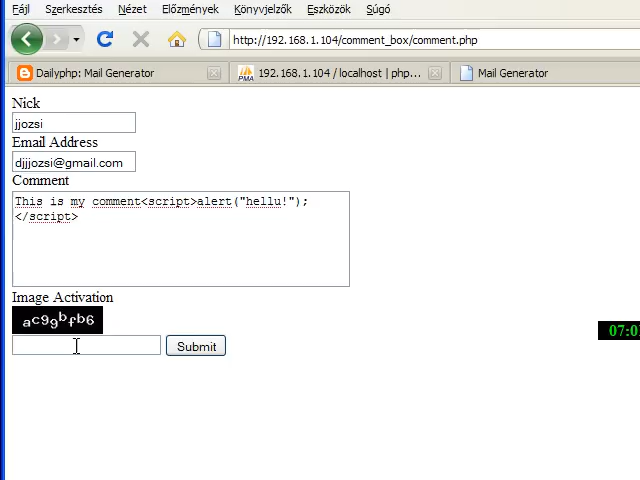 Fájl Szerkesztés Nézet Előzmények Könyvjelzők Eszközök Súgó
http://192.168.1.104/comment_box/comment.php
Dailyphp: Mail Generator
PMA
192.168.1.104 / localhost | php...
Mail Generator
Nick
jjozsi
Email Address
djjjozsi@gmail.com
Comment
This is my comment<script>alert("hellu!");
</script>
Image Activation
ac99bfb6
Submit
07:0